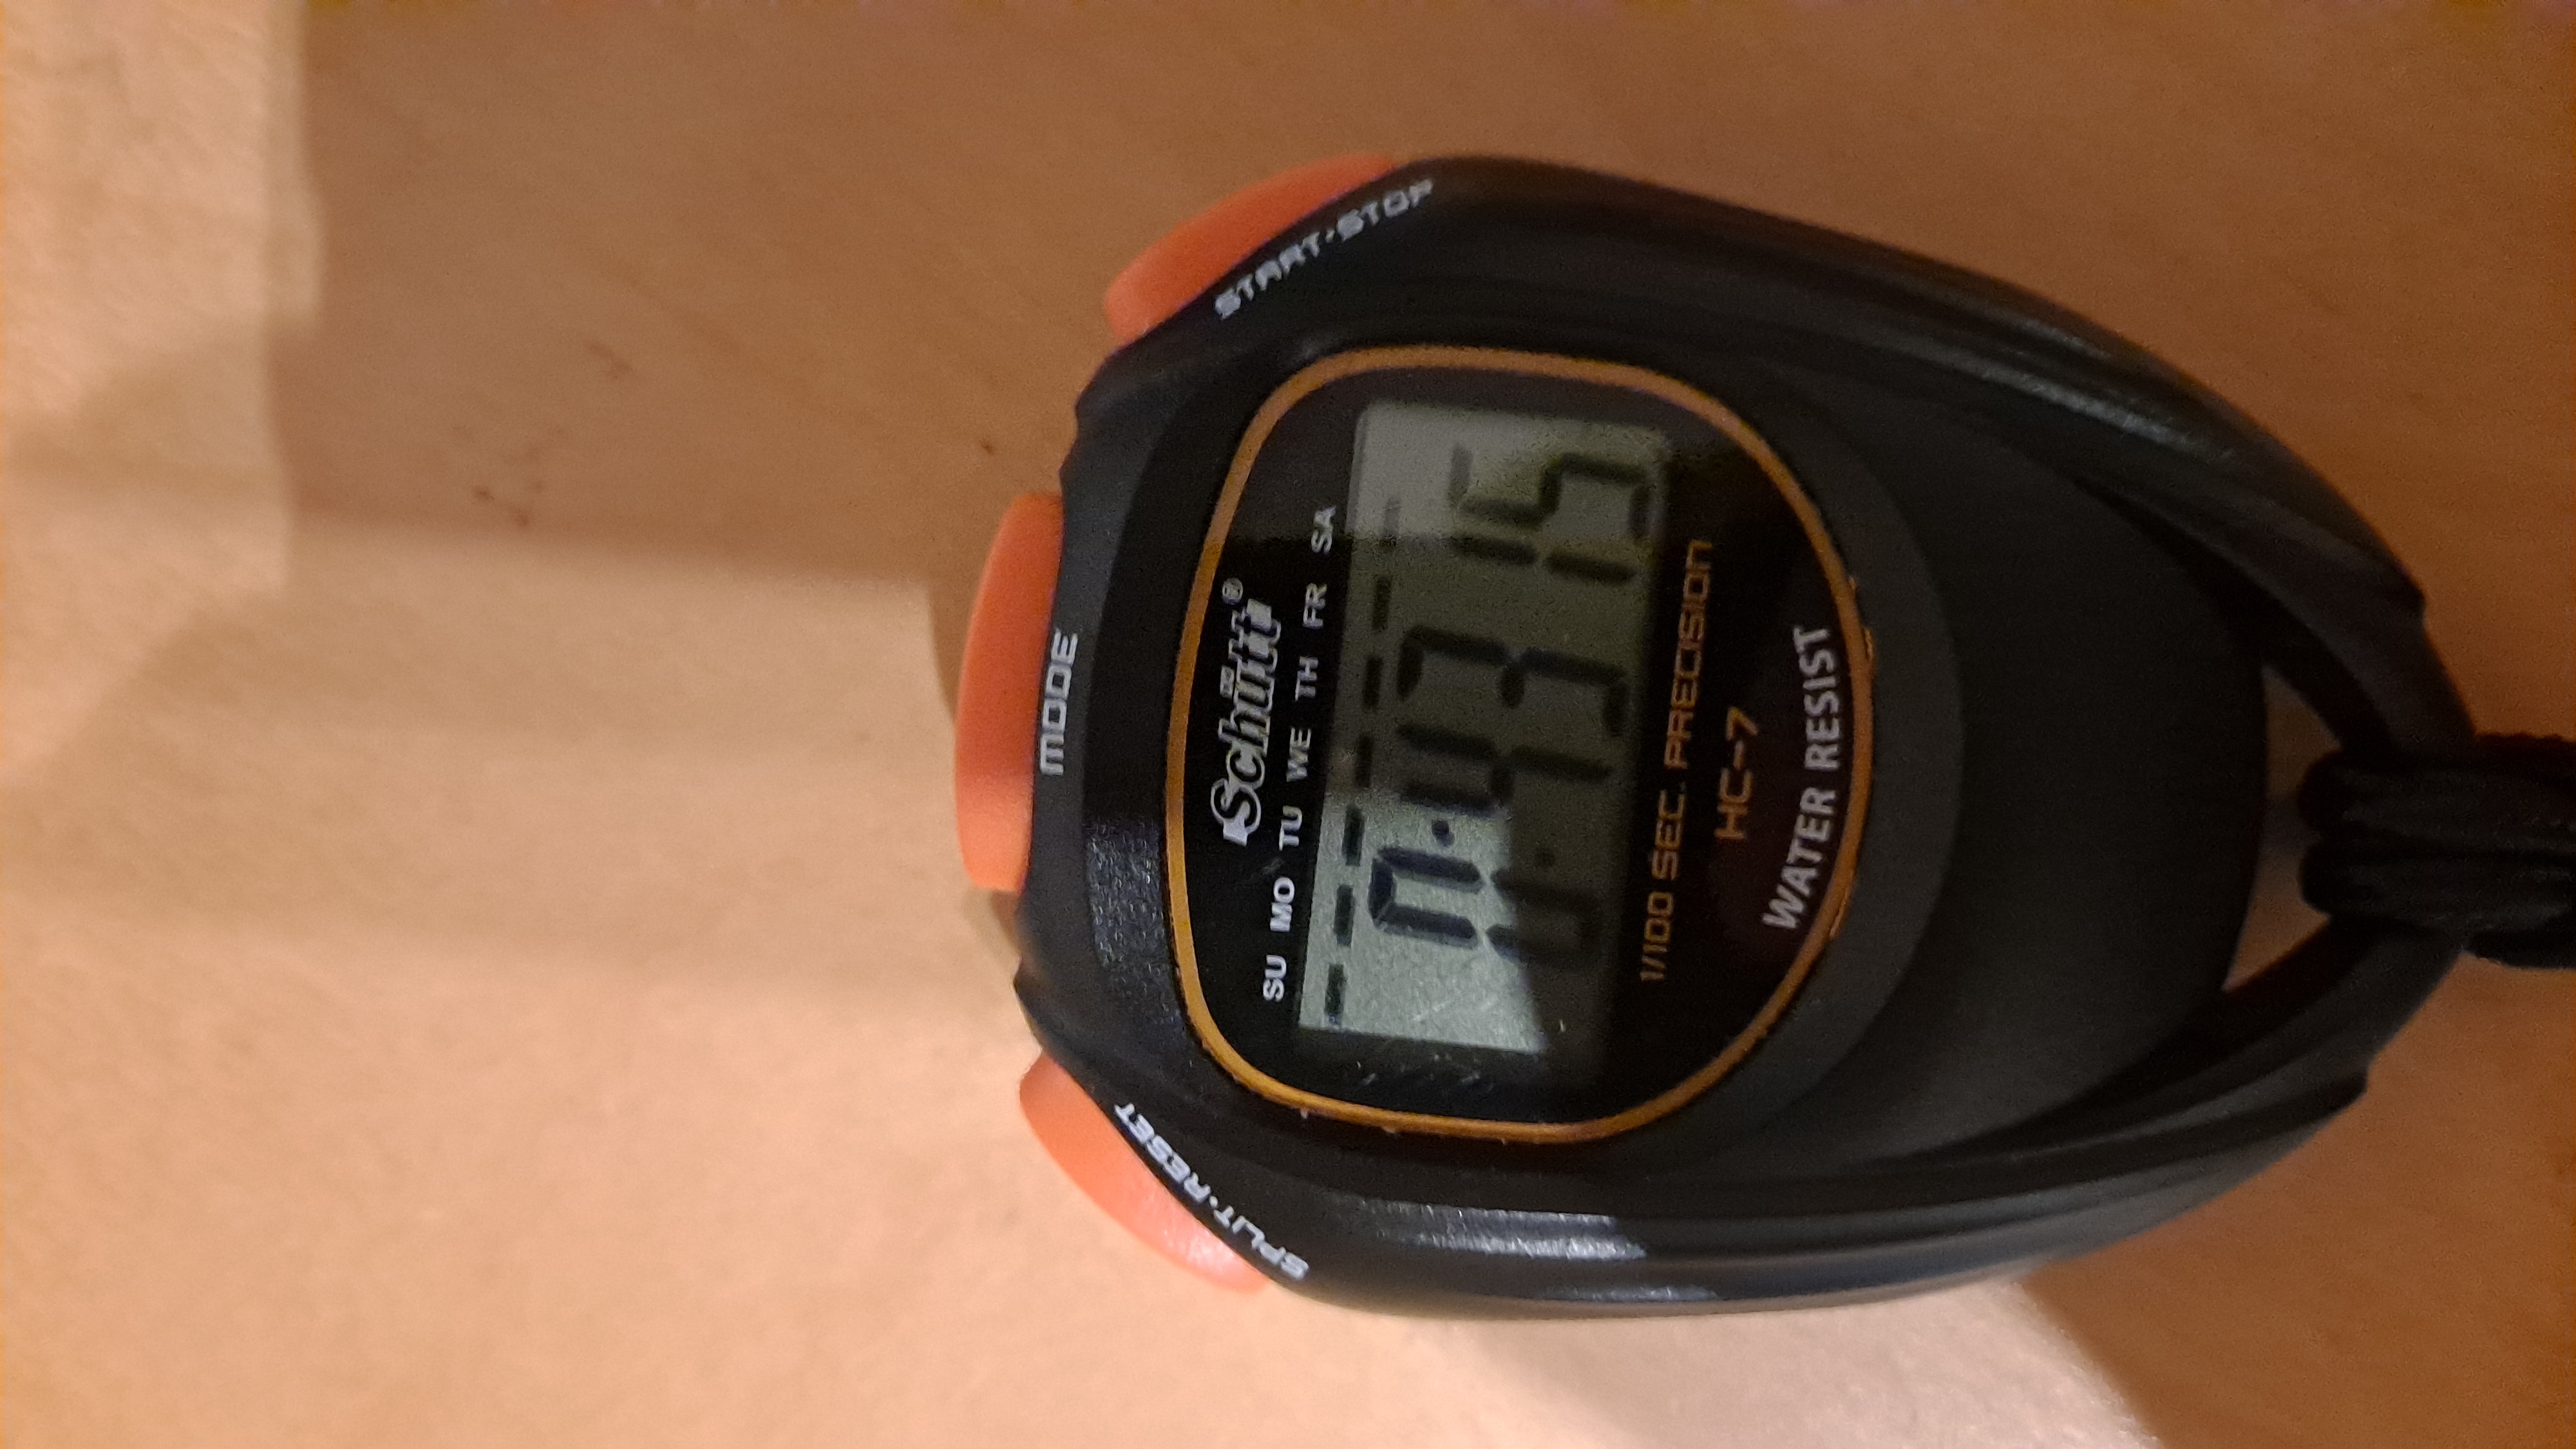 MODE
SPLIT·RESET
START·STOP
Schütt®
SU MO TU WE TH FR SA
1/100 SEC. PRECISION
HC-7
WATER RESIST